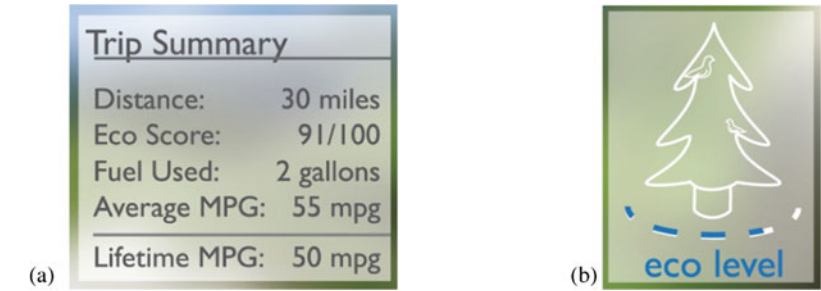 Trip Summary
Distance: 30 miles
Eco Score: 91/100
Fuel Used: 2 gallons
Average MPG: 55 mpg
Lifetime MPG: 50 mpg
(a)
eco level
(b)